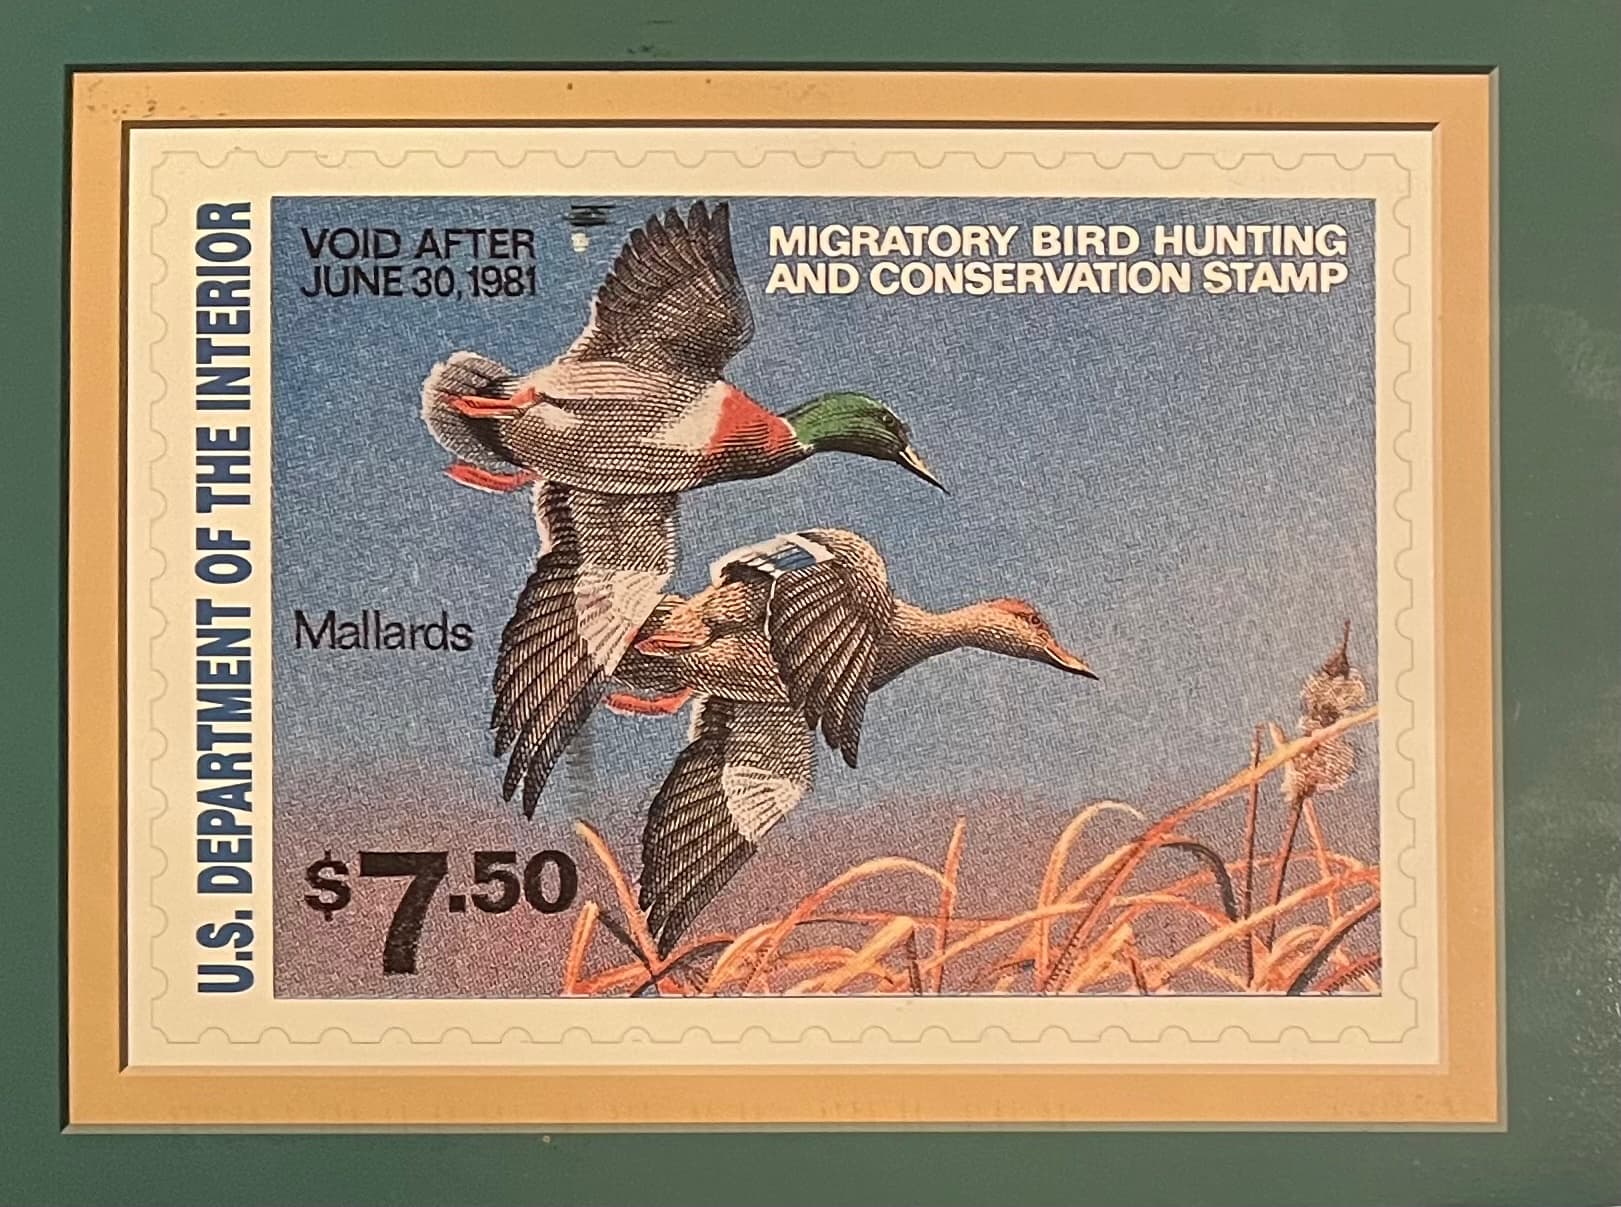 U.S. DEPARTMENT OF THE INTERIOR
VOID AFTER
JUNE 30, 1981
MIGRATORY BIRD HUNTING
AND CONSERVATION STAMP
Mallards
$7.50